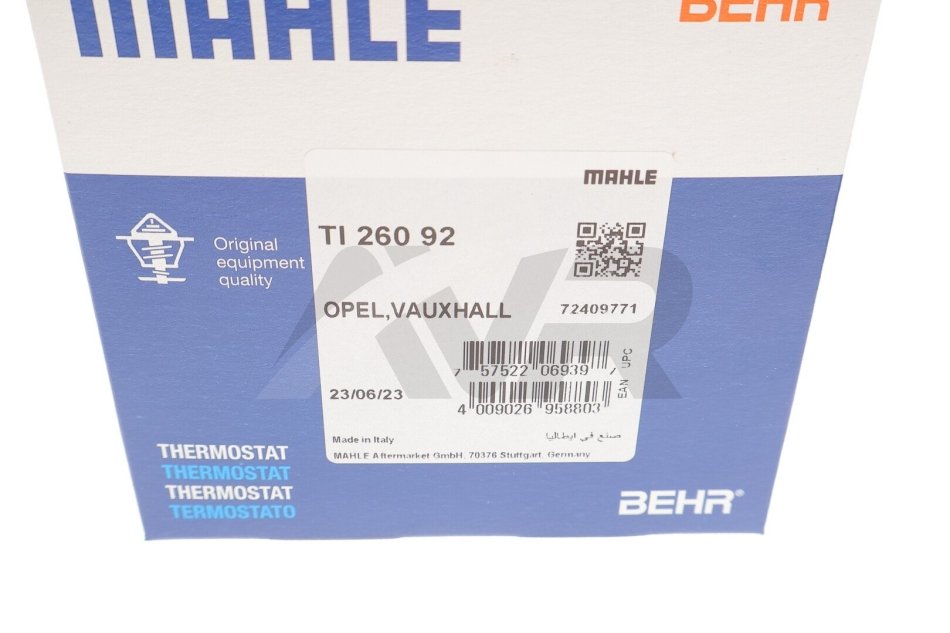 MAHLE
BEHR
MAHLE
TI 260 92
Original
equipment
quality
OPEL,VAUXHALL
72409771
7 57522 06939 7
UPC
23/06/23
4 009026 958803
EAN
Made in Italy
صنع في ايطاليا
MAHLE Aftermarket GmbH, 70376 Stuttgart, Germany
THERMOSTAT
THERMOSTAT
THERMOSTAT
TERMOSTATO
BEHR®
AVR